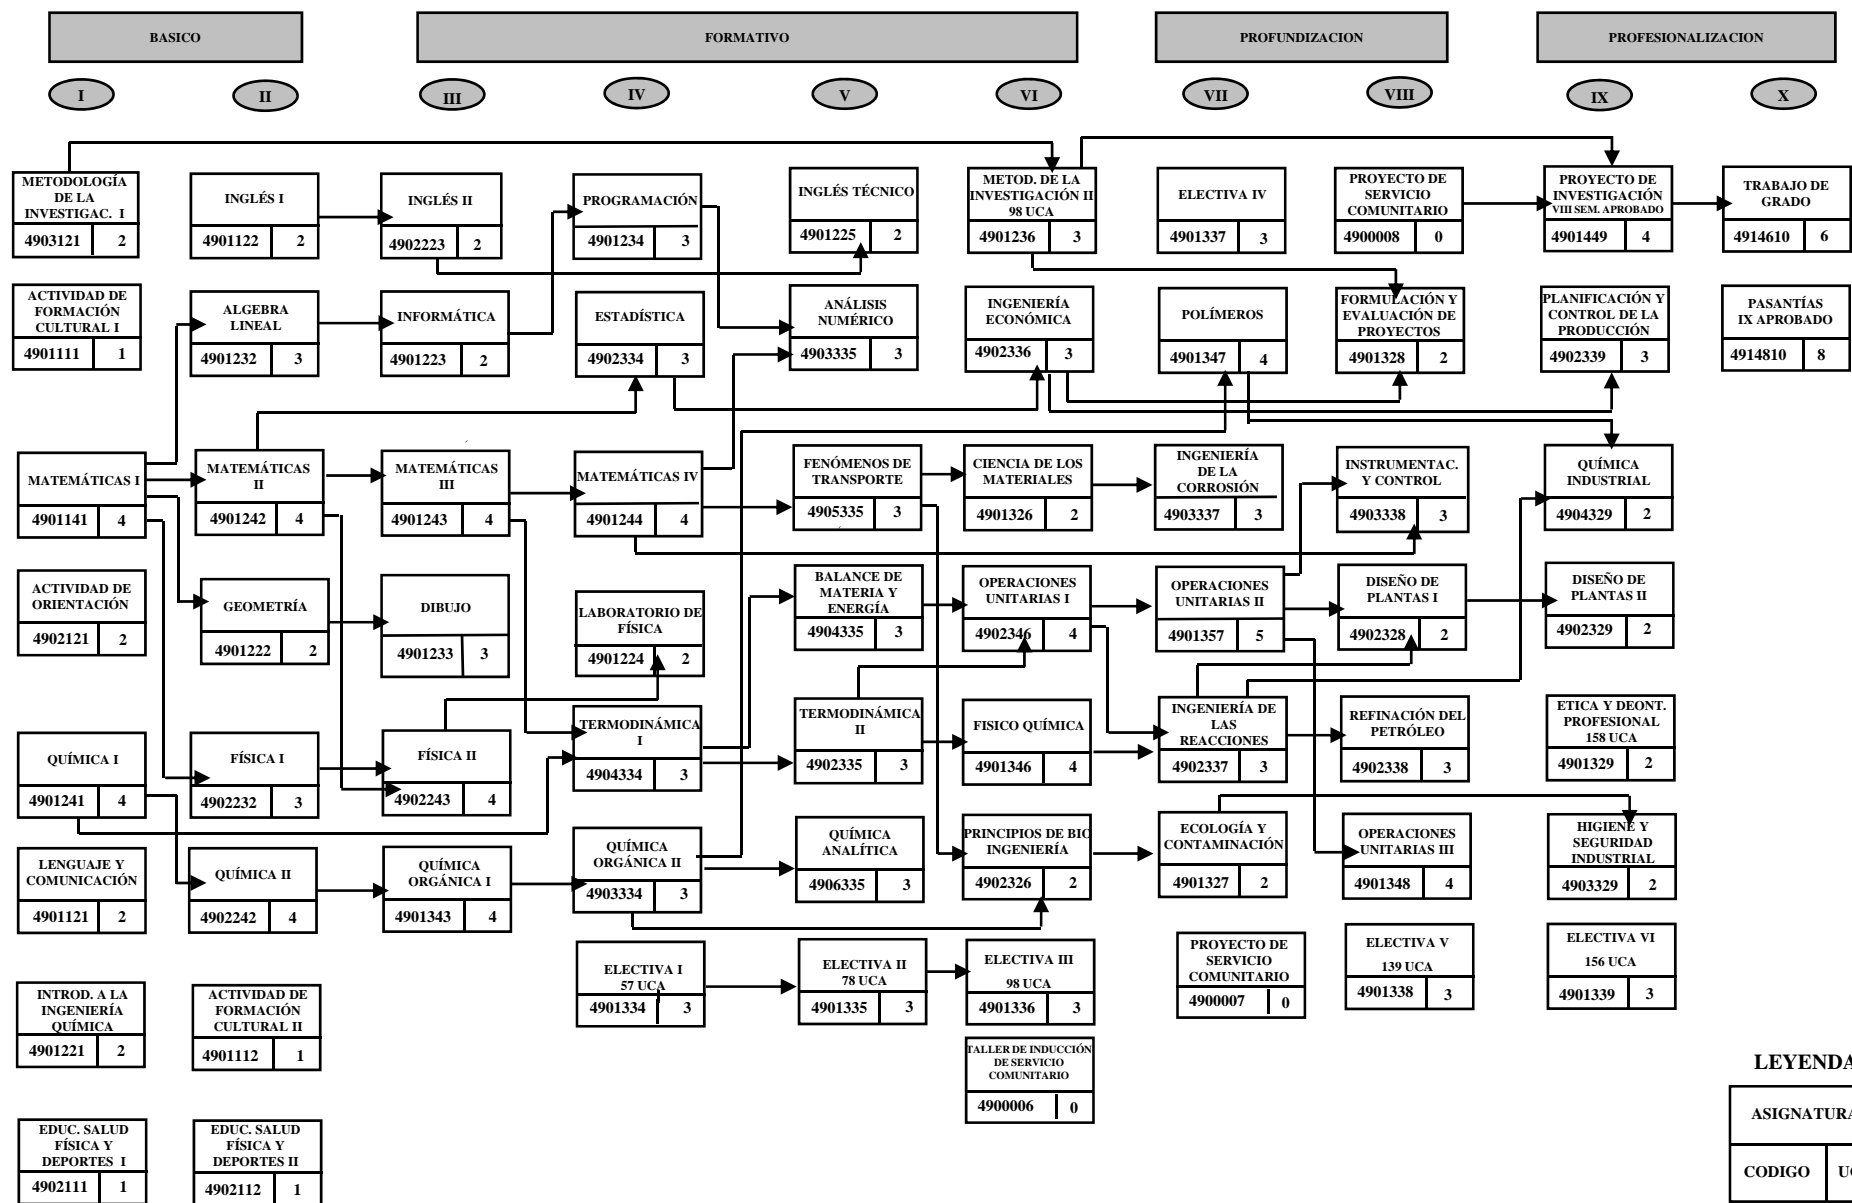 BASICO
FORMATIVO
PROFUNDIZACION
PROFESIONALIZACION
I
II
III
IV
V
VI
VII
VIII
IX
X
METODOLOGÍA
DE LA
INVESTIGAC. I
4903121 2
ACTIVIDAD DE
FORMACIÓN
CULTURAL I
4901111 1
MATEMÁTICAS I
4901141 4
ACTIVIDAD DE
ORIENTACIÓN
4902121 2
QUÍMICA I
4901241 4
LENGUAJE Y
COMUNICACIÓN
4901121 2
INTROD. A LA
INGENIERÍA
QUÍMICA
4901221 2
EDUC. SALUD
FÍSICA Y
DEPORTES I
4902111 1
INGLÉS I
4901122 2
ALGEBRA
LINEAL
4901232 3
MATEMÁTICAS
II
4901242 4
GEOMETRÍA
4901222 2
FÍSICA I
4902232 3
QUÍMICA II
4902242 4
ACTIVIDAD DE
FORMACIÓN
CULTURAL II
4901112 1
EDUC. SALUD
FÍSICA Y
DEPORTES II
4902112 1
INGLÉS II
4902223 2
INFORMÁTICA
4901223 2
MATEMÁTICAS
III
4901243 4
DIBUJO
4901233 3
FÍSICA II
4902243 4
QUÍMICA
ORGÁNICA I
4901343 4
PROGRAMACIÓN
4901234 3
ESTADÍSTICA
4902334 3
MATEMÁTICAS IV
4901244 4
LABORATORIO DE
FÍSICA
4901224 2
TERMODINÁMICA
I
4904334 3
QUÍMICA
ORGÁNICA II
4903334 3
ELECTIVA I
57 UCA
4901334 3
INGLÉS TÉCNICO
4901225 2
ANÁLISIS
NUMÉRICO
4903335 3
FENÓMENOS DE
TRANSPORTE
4905335 3
BALANCE DE
MATERIA Y
ENERGÍA
4904335 3
TERMODINÁMICA
II
4902335 3
QUÍMICA
ANALÍTICA
4906335 3
ELECTIVA II
78 UCA
4901335 3
METOD. DE LA
INVESTIGACIÓN II
98 UCA
4901236 3
INGENIERÍA
ECONÓMICA
4902336 3
CIENCIA DE LOS
MATERIALES
4901326 2
OPERACIONES
UNITARIAS I
4902346 4
FISICO QUÍMICA
4901346 4
PRINCIPIOS DE BIO
INGENIERÍA
4902326 2
ELECTIVA III
98 UCA
4901336 3
TALLER DE INDUCCIÓN
DE SERVICIO
COMUNITARIO
4900006 0
ELECTIVA IV
4901337 3
POLÍMEROS
4901347 4
INGENIERÍA
DE LA
CORROSIÓN
4903337 3
OPERACIONES
UNITARIAS II
4901357 5
INGENIERÍA DE
LAS
REACCIONES
4902337 3
ECOLOGÍA Y
CONTAMINACIÓN
4901327 2
PROYECTO DE
SERVICIO
COMUNITARIO
4900007 0
PROYECTO DE
SERVICIO
COMUNITARIO
4900008 0
FORMULACIÓN Y
EVALUACIÓN DE
PROYECTOS
4901328 2
INSTRUMENTAC.
Y CONTROL
4903338 3
DISEÑO DE
PLANTAS I
4902328 2
REFINACIÓN DEL
PETRÓLEO
4902338 3
OPERACIONES
UNITARIAS III
4901348 4
ELECTIVA V
139 UCA
4901338 3
PROYECTO DE
INVESTIGACIÓN
VIII SEM. APROBADO
4901449 4
PLANIFICACIÓN Y
CONTROL DE LA
PRODUCCIÓN
4902339 3
QUÍMICA
INDUSTRIAL
4904329 2
DISEÑO DE
PLANTAS II
4902329 2
ETICA Y DEONT.
PROFESIONAL
158 UCA
4901329 2
HIGIENE Y
SEGURIDAD
INDUSTRIAL
4903329 2
ELECTIVA VI
156 UCA
4901339 3
TRABAJO DE
GRADO
4914610 6
PASANTÍAS
IX APROBADO
4914810 8
LEYENDA
ASIGNATURA
CODIGO